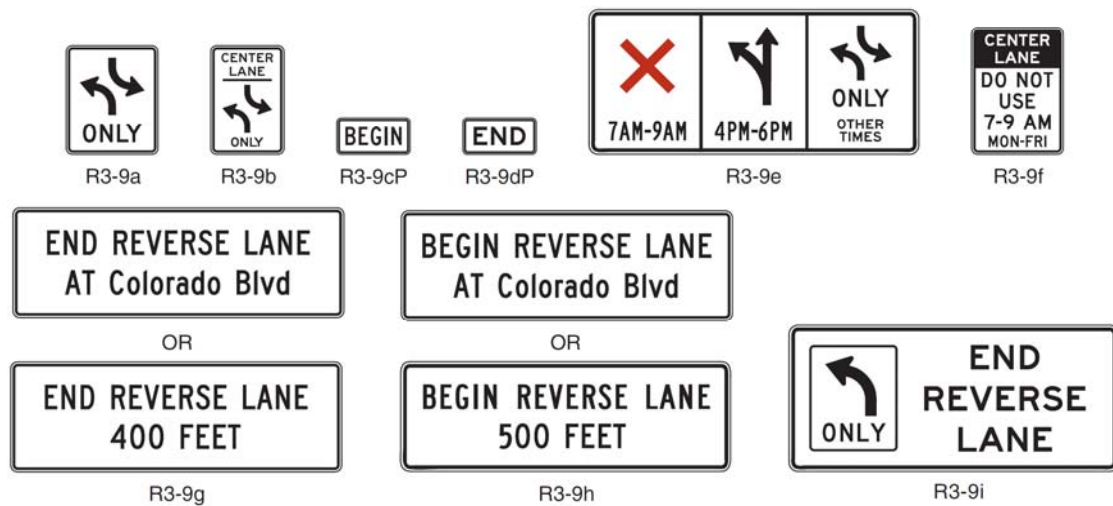 ONLY
R3-9a
CENTER
LANE
ONLY
R3-9b
BEGIN
R3-9cP
END
R3-9dP
7AM-9AM
4PM-6PM
ONLY
OTHER
TIMES
R3-9e
CENTER
LANE
DO NOT
USE
7-9 AM
MON-FRI
R3-9f
END REVERSE LANE
AT Colorado Blvd
OR
END REVERSE LANE
400 FEET
R3-9g
BEGIN REVERSE LANE
AT Colorado Blvd
OR
BEGIN REVERSE LANE
500 FEET
R3-9h
ONLY
END
REVERSE
LANE
R3-9i